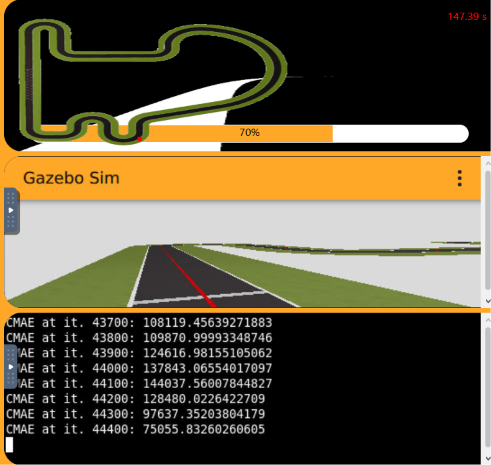 147.39 s
70%
Gazebo Sim
CMAE at it. 43700: 108119.45639271883
CMAE at it. 43800: 109870.99993348746
CMAE at it. 43900: 124616.98155105062
CMAE at it. 44000: 137843.06554017097
CMAE at it. 44100: 144037.56007844827
CMAE at it. 44200: 128480.0226422709
CMAE at it. 44300: 97637.35203804179
CMAE at it. 44400: 75055.83260260605